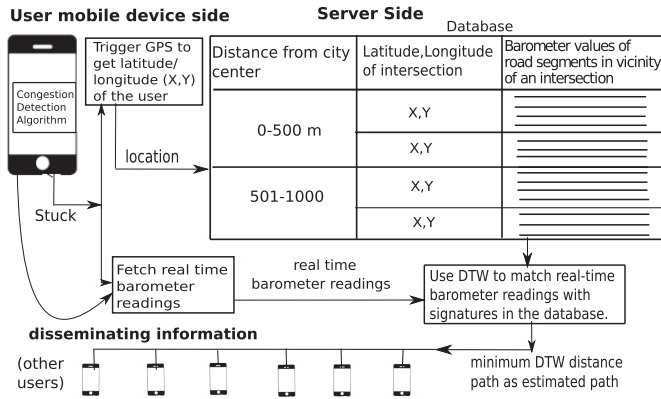 User mobile device side
Server Side
Database
Congestion
Detection
Algorithm
Trigger GPS to
get latitude/
longitude (X,Y)
of the user
Distance from city
center
Latitude,Longitude
of intersection
Barometer values of
road segments in vicinity
of an intersection
0-500 m
X,Y
X,Y
501-1000
X,Y
X,Y
location
Stuck
Fetch real time
barometer
readings
real time
barometer readings
Use DTW to match real-time
barometer readings with
signatures in the database.
disseminating information
(other
users)
minimum DTW distance
path as estimated path